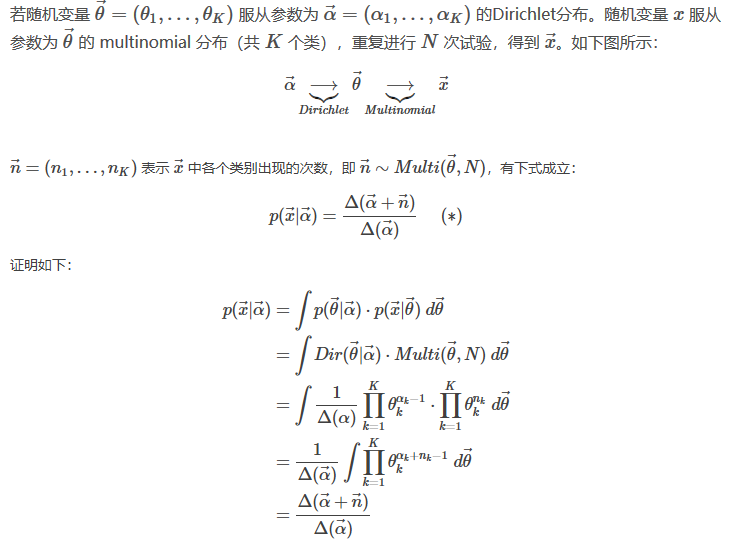 若随机变量 $\vec{\theta} = (\theta_1, \ldots, \theta_K)$ 服从参数为 $\vec{\alpha} = (\alpha_1, \ldots, \alpha_K)$ 的Dirichlet分布。随机变量 $x$ 服从
参数为 $\vec{\theta}$ 的 multinomial 分布（共 $K$ 个类），重复进行 $N$ 次试验，得到 $\vec{x}$。如下图所示：
$\vec{\alpha} \underbrace{\longrightarrow}_{Dirichlet} \vec{\theta} \underbrace{\longrightarrow}_{Multinomial} \vec{x}$
$\vec{n} = (n_1, \ldots, n_K)$ 表示 $\vec{x}$ 中各个类别出现的次数，即 $\vec{n} \sim Multi(\vec{\theta}, N)$，有下式成立：
$p(\vec{x}|\vec{\alpha}) = \frac{\Delta(\vec{\alpha} + \vec{n})}{\Delta(\vec{\alpha})} \quad (*)$
证明如下：
$p(\vec{x}|\vec{\alpha}) = \int p(\vec{\theta}|\vec{\alpha}) \cdot p(\vec{x}|\vec{\theta}) \, d\vec{\theta}$
$= \int Dir(\vec{\theta}|\vec{\alpha}) \cdot Multi(\vec{\theta}, N) \, d\vec{\theta}$
$= \int \frac{1}{\Delta(\alpha)} \prod_{k=1}^{K} \theta_k^{\alpha_k - 1} \cdot \prod_{k=1}^{K} \theta_k^{n_k} \, d\vec{\theta}$
$= \frac{1}{\Delta(\vec{\alpha})} \int \prod_{k=1}^{K} \theta_k^{\alpha_k + n_k - 1} \, d\vec{\theta}$
$= \frac{\Delta(\vec{\alpha} + \vec{n})}{\Delta(\vec{\alpha})}$